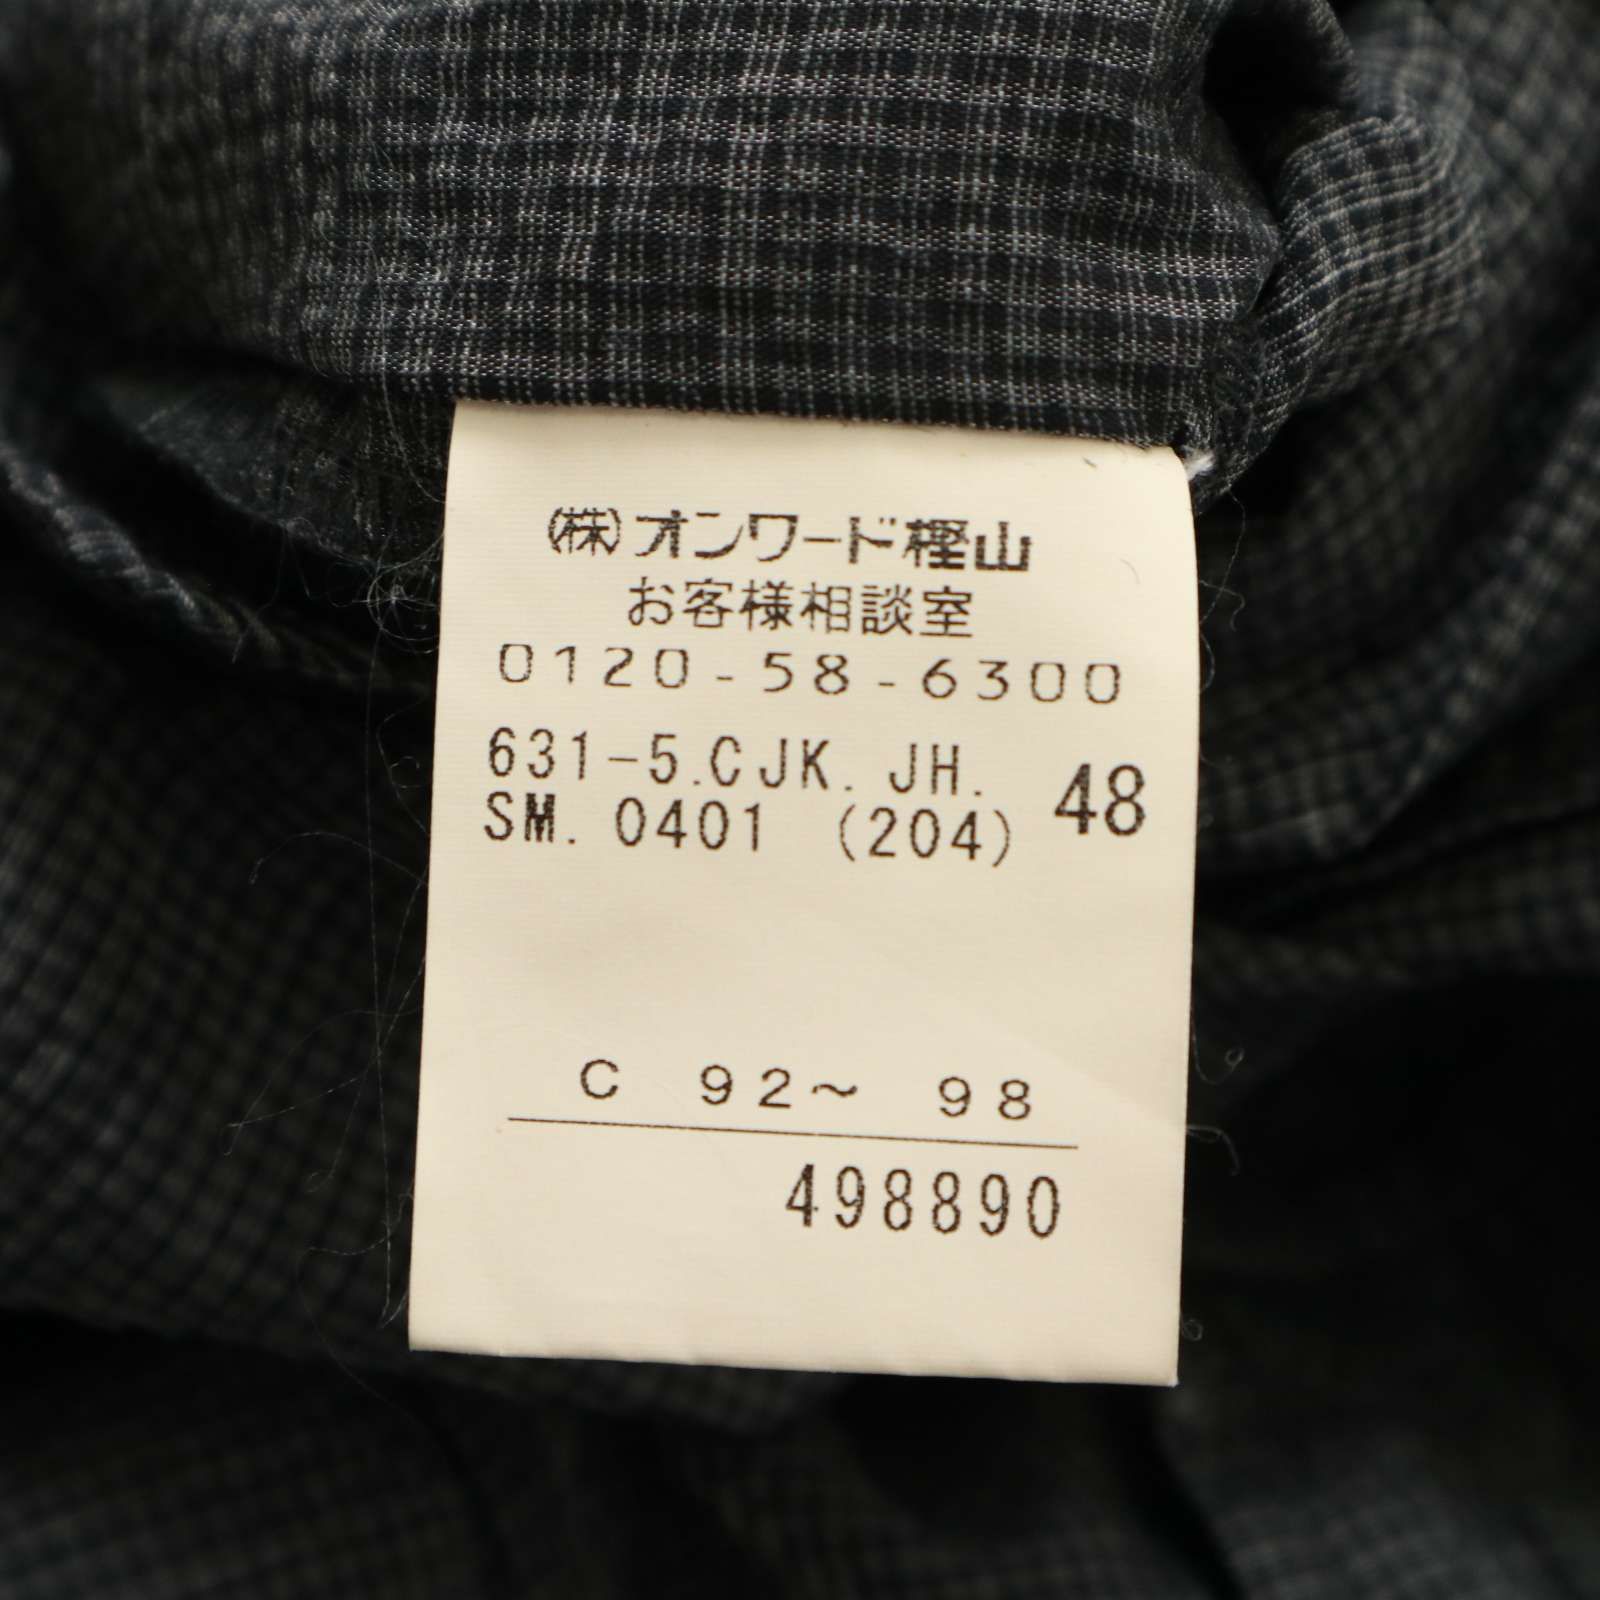 (株)オンワード樫山
お客様相談室
0120-58-6300
631-5.CJK.JH.
SM.0401 (204) 48
C 92~ 98
498890